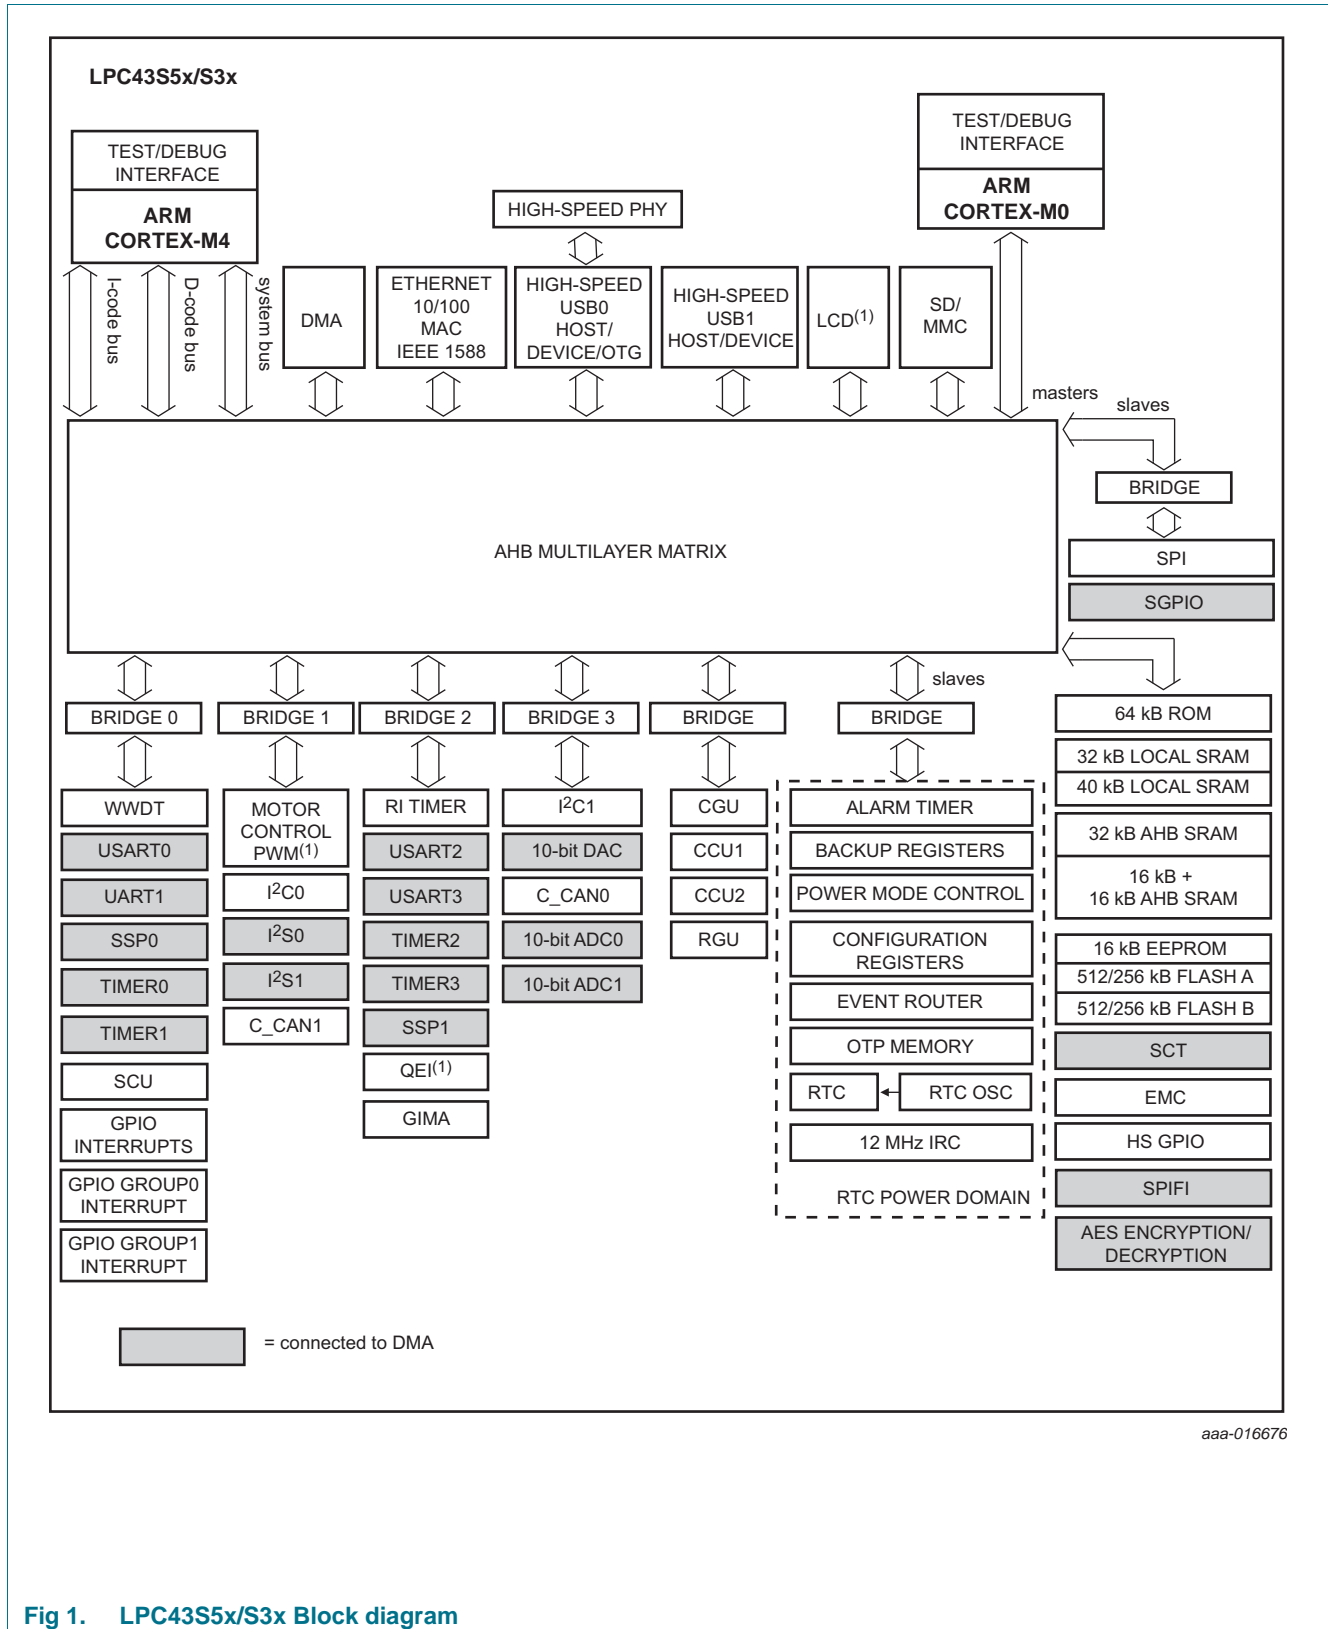 LPC43S5x/S3x
TEST/DEBUG
INTERFACE
ARM
CORTEX-M4
TEST/DEBUG
INTERFACE
ARM
CORTEX-M0
HIGH-SPEED PHY
I-code bus
D-code bus
system bus
DMA
ETHERNET
10/100
MAC
IEEE 1588
HIGH-SPEED
USB0
HOST/
DEVICE/OTG
HIGH-SPEED
USB1
HOST/DEVICE
LCD(1)
SD/
MMC
masters
slaves
BRIDGE
SPI
SGPIO
AHB MULTILAYER MATRIX
slaves
BRIDGE 0
BRIDGE 1
BRIDGE 2
BRIDGE 3
BRIDGE
BRIDGE
WWDT
USART0
UART1
SSP0
TIMER0
TIMER1
SCU
GPIO
INTERRUPTS
GPIO GROUP0
INTERRUPT
GPIO GROUP1
INTERRUPT
MOTOR
CONTROL
PWM(1)
I2C0
I2S0
I2S1
C_CAN1
RI TIMER
USART2
USART3
TIMER2
TIMER3
SSP1
QEI(1)
GIMA
I2C1
10-bit DAC
C_CAN0
10-bit ADC0
10-bit ADC1
CGU
CCU1
CCU2
RGU
ALARM TIMER
BACKUP REGISTERS
POWER MODE CONTROL
CONFIGURATION
REGISTERS
EVENT ROUTER
OTP MEMORY
RTC
RTC OSC
12 MHz IRC
RTC POWER DOMAIN
64 kB ROM
32 kB LOCAL SRAM
40 kB LOCAL SRAM
32 kB AHB SRAM
16 kB +
16 kB AHB SRAM
16 kB EEPROM
512/256 kB FLASH A
512/256 kB FLASH B
SCT
EMC
HS GPIO
SPIFI
AES ENCRYPTION/
DECRYPTION
= connected to DMA
aaa-016676
Fig 1. LPC43S5x/S3x Block diagram